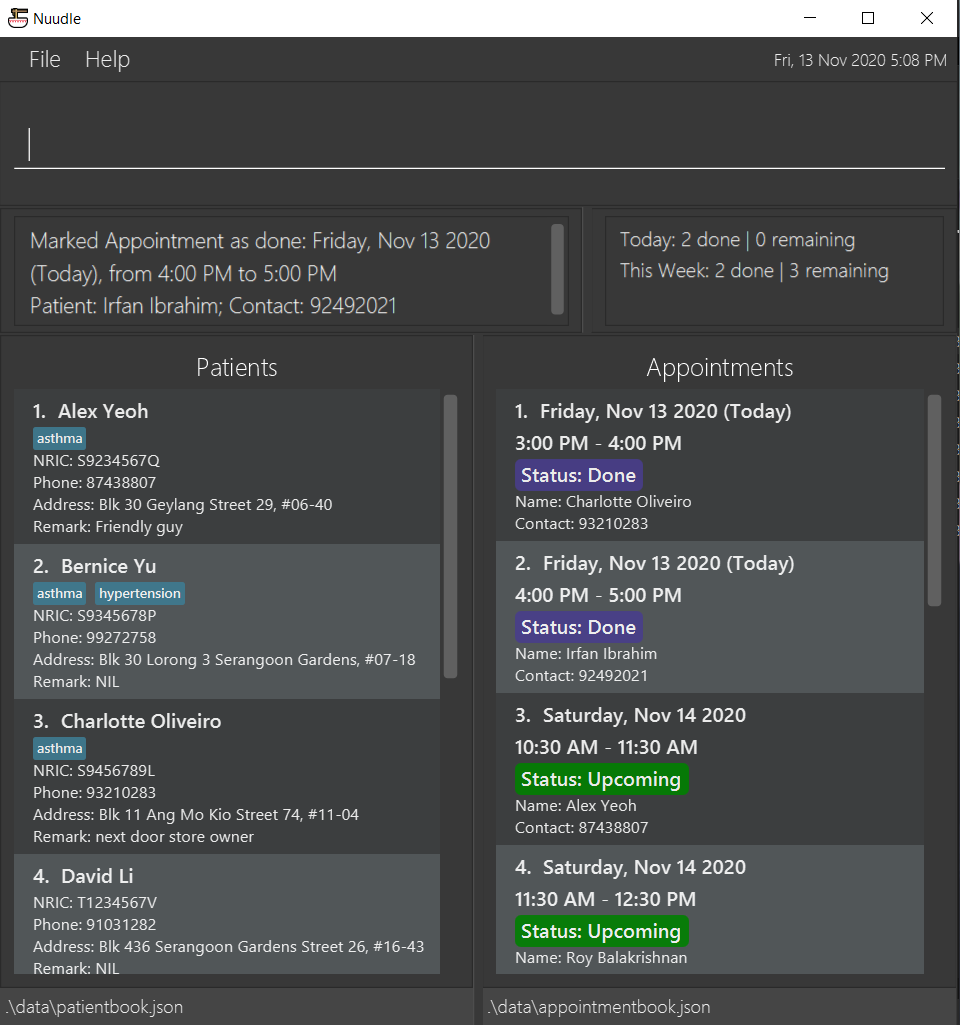 Nuudle
File Help
Fri, 13 Nov 2020 5:08 PM
Marked Appointment as done: Friday, Nov 13 2020
(Today), from 4:00 PM to 5:00 PM
Patient: Irfan Ibrahim; Contact: 92492021
Today: 2 done | 0 remaining
This Week: 2 done | 3 remaining
Patients
1. Alex Yeoh
asthma
NRIC: S9234567Q
Phone: 87438807
Address: Blk 30 Geylang Street 29, #06-40
Remark: Friendly guy
2. Bernice Yu
asthma hypertension
NRIC: S9345678P
Phone: 99272758
Address: Blk 30 Lorong 3 Serangoon Gardens, #07-18
Remark: NIL
3. Charlotte Oliveiro
asthma
NRIC: S9456789L
Phone: 93210283
Address: Blk 11 Ang Mo Kio Street 74, #11-04
Remark: next door store owner
4. David Li
NRIC: T1234567V
Phone: 91031282
Address: Blk 436 Serangoon Gardens Street 26, #16-43
Remark: NIL
.\data\patientbook.json
Appointments
1. Friday, Nov 13 2020 (Today)
3:00 PM - 4:00 PM
Status: Done
Name: Charlotte Oliveiro
Contact: 93210283
2. Friday, Nov 13 2020 (Today)
4:00 PM - 5:00 PM
Status: Done
Name: Irfan Ibrahim
Contact: 92492021
3. Saturday, Nov 14 2020
10:30 AM - 11:30 AM
Status: Upcoming
Name: Alex Yeoh
Contact: 87438807
4. Saturday, Nov 14 2020
11:30 AM - 12:30 PM
Status: Upcoming
Name: Roy Balakrishnan
.\data\appointmentbook.json